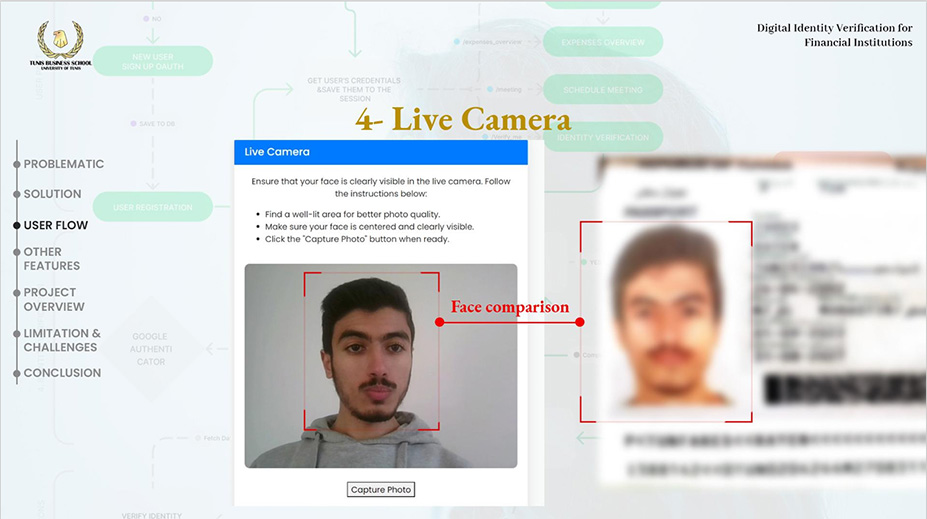 TUNIS BUSINESS SCHOOL
UNIVERSITY OF TUNIS
Digital Identity Verification for
Financial Institutions
4- Live Camera
PROBLEMATIC
SOLUTION
USER FLOW
OTHER
FEATURES
PROJECT
OVERVIEW
LIMITATION &
CHALLENGES
CONCLUSION
Live Camera
Ensure that your face is clearly visible in the live camera. Follow
the instructions below:
Find a well-lit area for better photo quality.
Make sure your face is centered and clearly visible.
Click the "Capture Photo" button when ready.
Capture Photo
Face comparison
PASSPORT
NO
NEW USER
SIGN UP OAUTH
SAVE TO DB
USER REGISTRATION
GOOGLE
AUTHENTI
CATOR
VERIFY IDENTITY
GET USER'S CREDENTIALS
&SAVE THEM TO THE
SESSION
/expenses_overview
EXPENSES OVERVIEW
/meeting
SCHEDULE MEETING
/verify_me
IDENTITY VERIFICATION